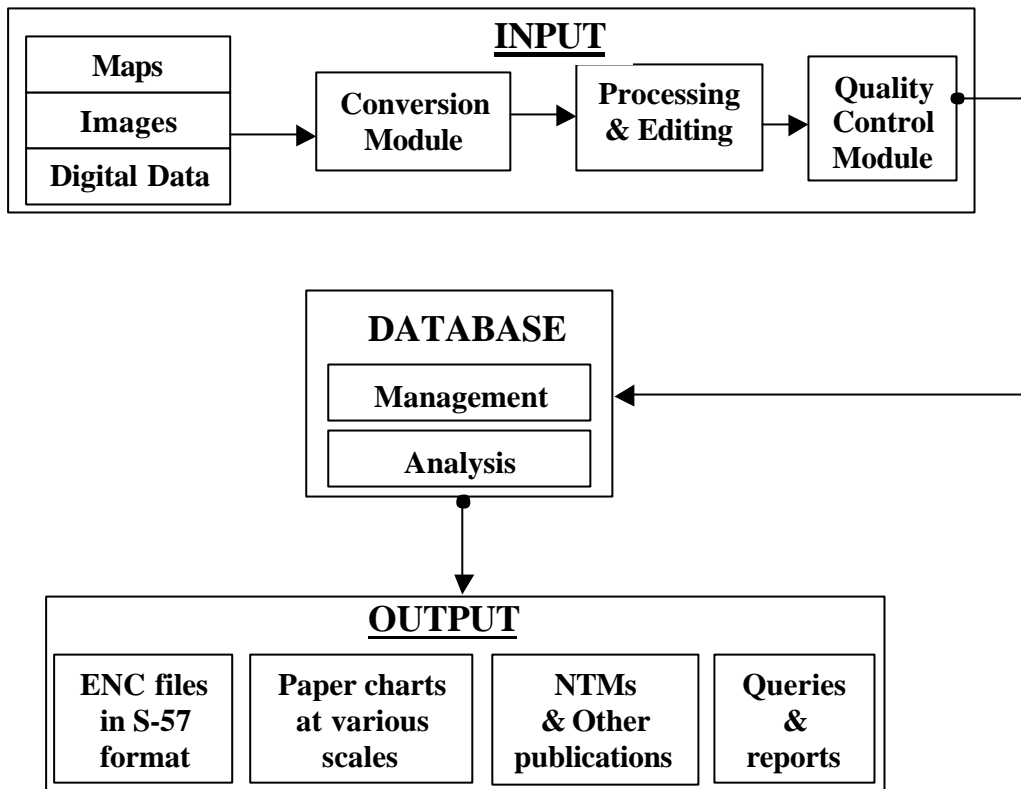 INPUT
Maps
Images
Digital Data
Conversion
Module
Processing
& Editing
Quality
Control
Module
DATABASE
Management
Analysis
OUTPUT
ENC files
in S-57
format
Paper charts
at various
scales
NTMs
& Other
publications
Queries
&
reports